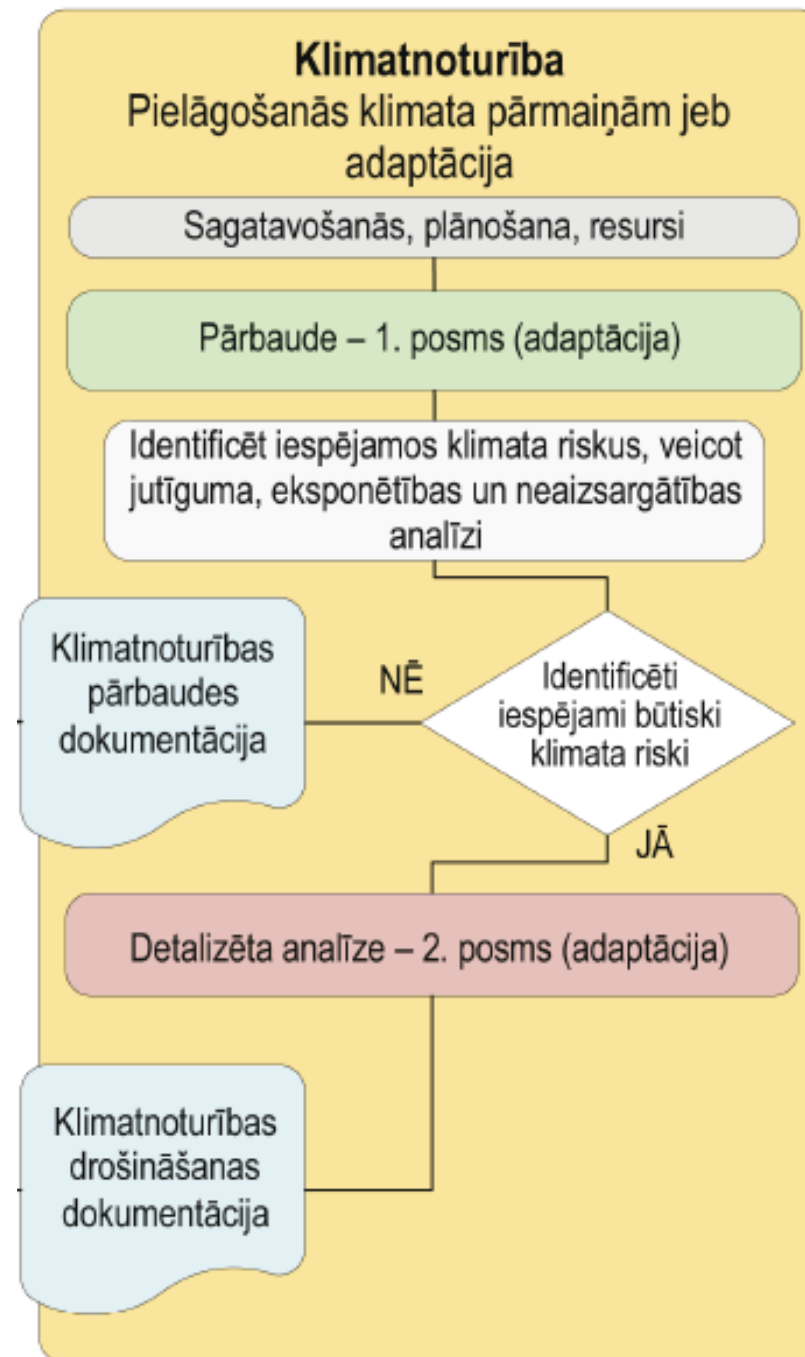 Klimatnoturība
Pielāgošanās klimata pārmaiņām jeb
adaptācija
Sagatavošanās, plānošana, resursi
Pārbaude – 1. posms (adaptācija)
Identificēt iespējamos klimata riskus, veicot
jutīguma, eksponētības un neaizsargātības
analīzi
Klimatnoturības
pārbaudes
dokumentācija
NĒ
Identificēti
iespējami būtiski
klimata riski
JĀ
Detalizēta analīze – 2. posms (adaptācija)
Klimatnoturības
drošināšanas
dokumentācija